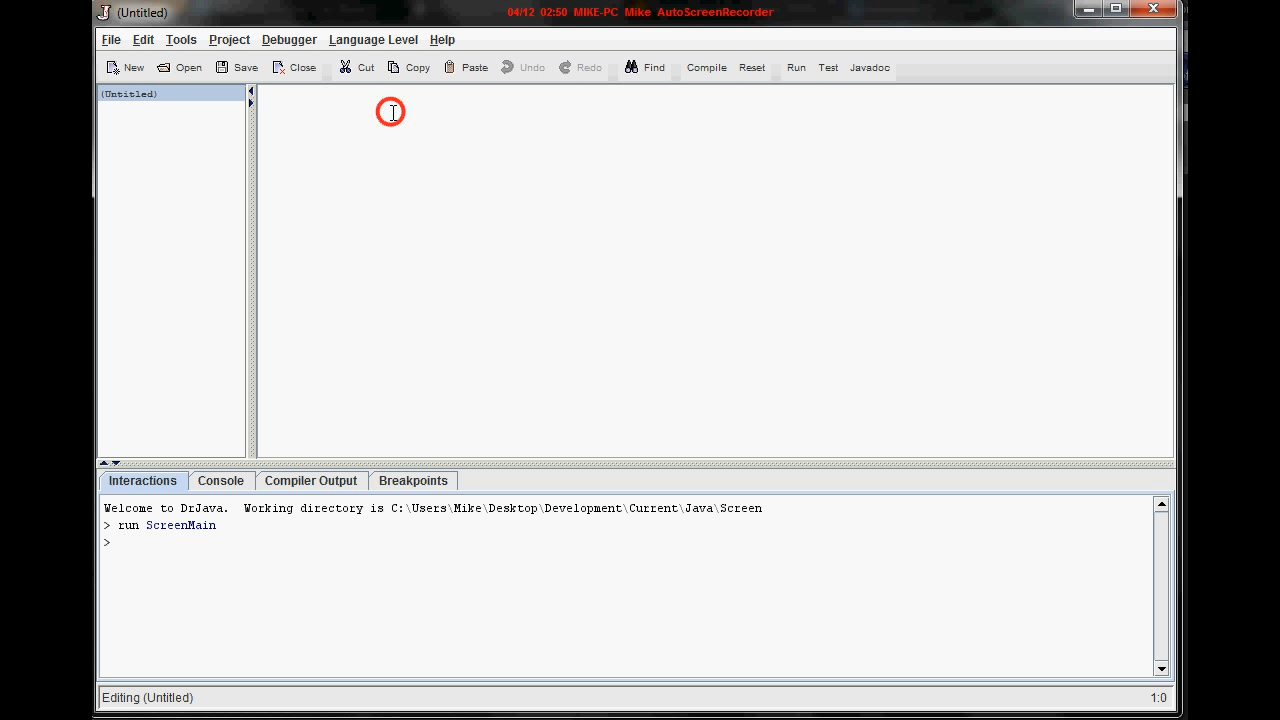 (Untitled)
04/12 02:50 MIKE-PC Mike AutoScreenRecorder
File Edit Tools Project Debugger Language Level Help
New Open Save Close Cut Copy Paste Undo Redo Find Compile Reset Run Test Javadoc
(Untitled)
Interactions Console Compiler Output Breakpoints
Welcome to DrJava. Working directory is C:\Users\Mike\Desktop\Development\Current\Java\Screen
> run ScreenMain
>
Editing (Untitled)
1:0